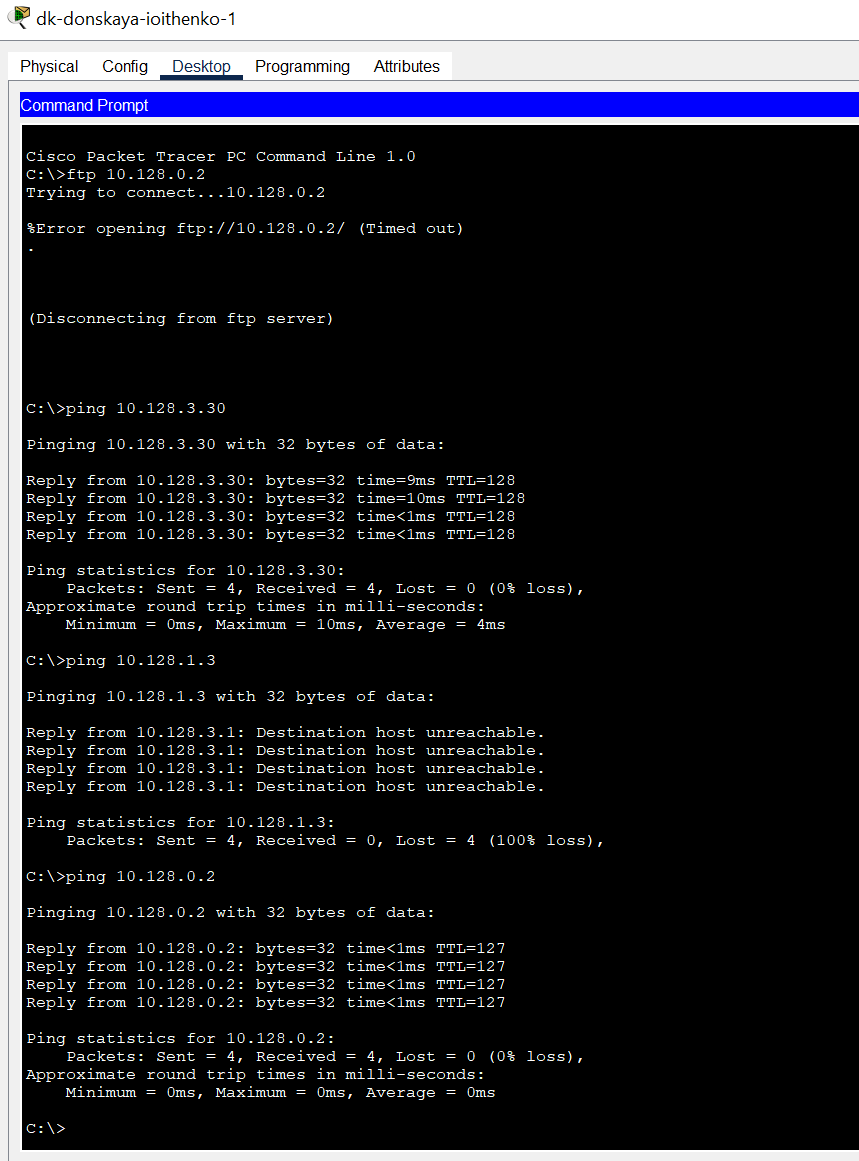 dk-donskaya-ioithenko-1
Physical Config Desktop Programming Attributes
Command Prompt
Cisco Packet Tracer PC Command Line 1.0
C:\>ftp 10.128.0.2
Trying to connect...10.128.0.2
%Error opening ftp://10.128.0.2/ (Timed out)
.
(Disconnecting from ftp server)
C:\>ping 10.128.3.30
Pinging 10.128.3.30 with 32 bytes of data:
Reply from 10.128.3.30: bytes=32 time=9ms TTL=128
Reply from 10.128.3.30: bytes=32 time=10ms TTL=128
Reply from 10.128.3.30: bytes=32 time<1ms TTL=128
Reply from 10.128.3.30: bytes=32 time<1ms TTL=128
Ping statistics for 10.128.3.30:
    Packets: Sent = 4, Received = 4, Lost = 0 (0% loss),
Approximate round trip times in milli-seconds:
    Minimum = 0ms, Maximum = 10ms, Average = 4ms
C:\>ping 10.128.1.3
Pinging 10.128.1.3 with 32 bytes of data:
Reply from 10.128.3.1: Destination host unreachable.
Reply from 10.128.3.1: Destination host unreachable.
Reply from 10.128.3.1: Destination host unreachable.
Reply from 10.128.3.1: Destination host unreachable.
Ping statistics for 10.128.1.3:
    Packets: Sent = 4, Received = 0, Lost = 4 (100% loss),
C:\>ping 10.128.0.2
Pinging 10.128.0.2 with 32 bytes of data:
Reply from 10.128.0.2: bytes=32 time<1ms TTL=127
Reply from 10.128.0.2: bytes=32 time<1ms TTL=127
Reply from 10.128.0.2: bytes=32 time<1ms TTL=127
Reply from 10.128.0.2: bytes=32 time<1ms TTL=127
Ping statistics for 10.128.0.2:
    Packets: Sent = 4, Received = 4, Lost = 0 (0% loss),
Approximate round trip times in milli-seconds:
    Minimum = 0ms, Maximum = 0ms, Average = 0ms
C:\>